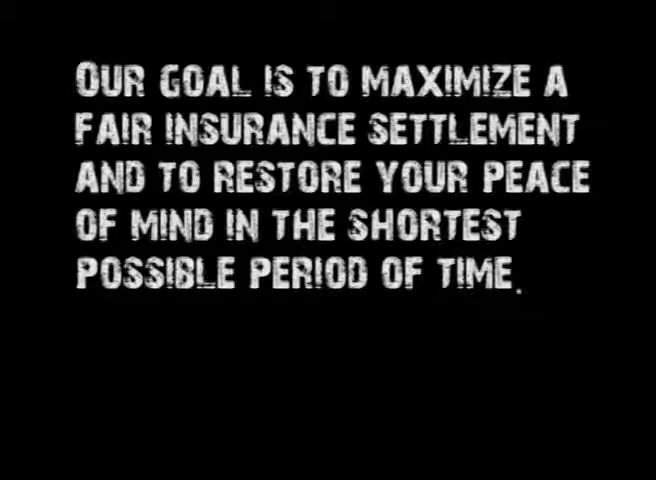 Our goal is to maximize a
fair insurance settlement
and to restore your peace
of mind in the shortest
possible period of time.